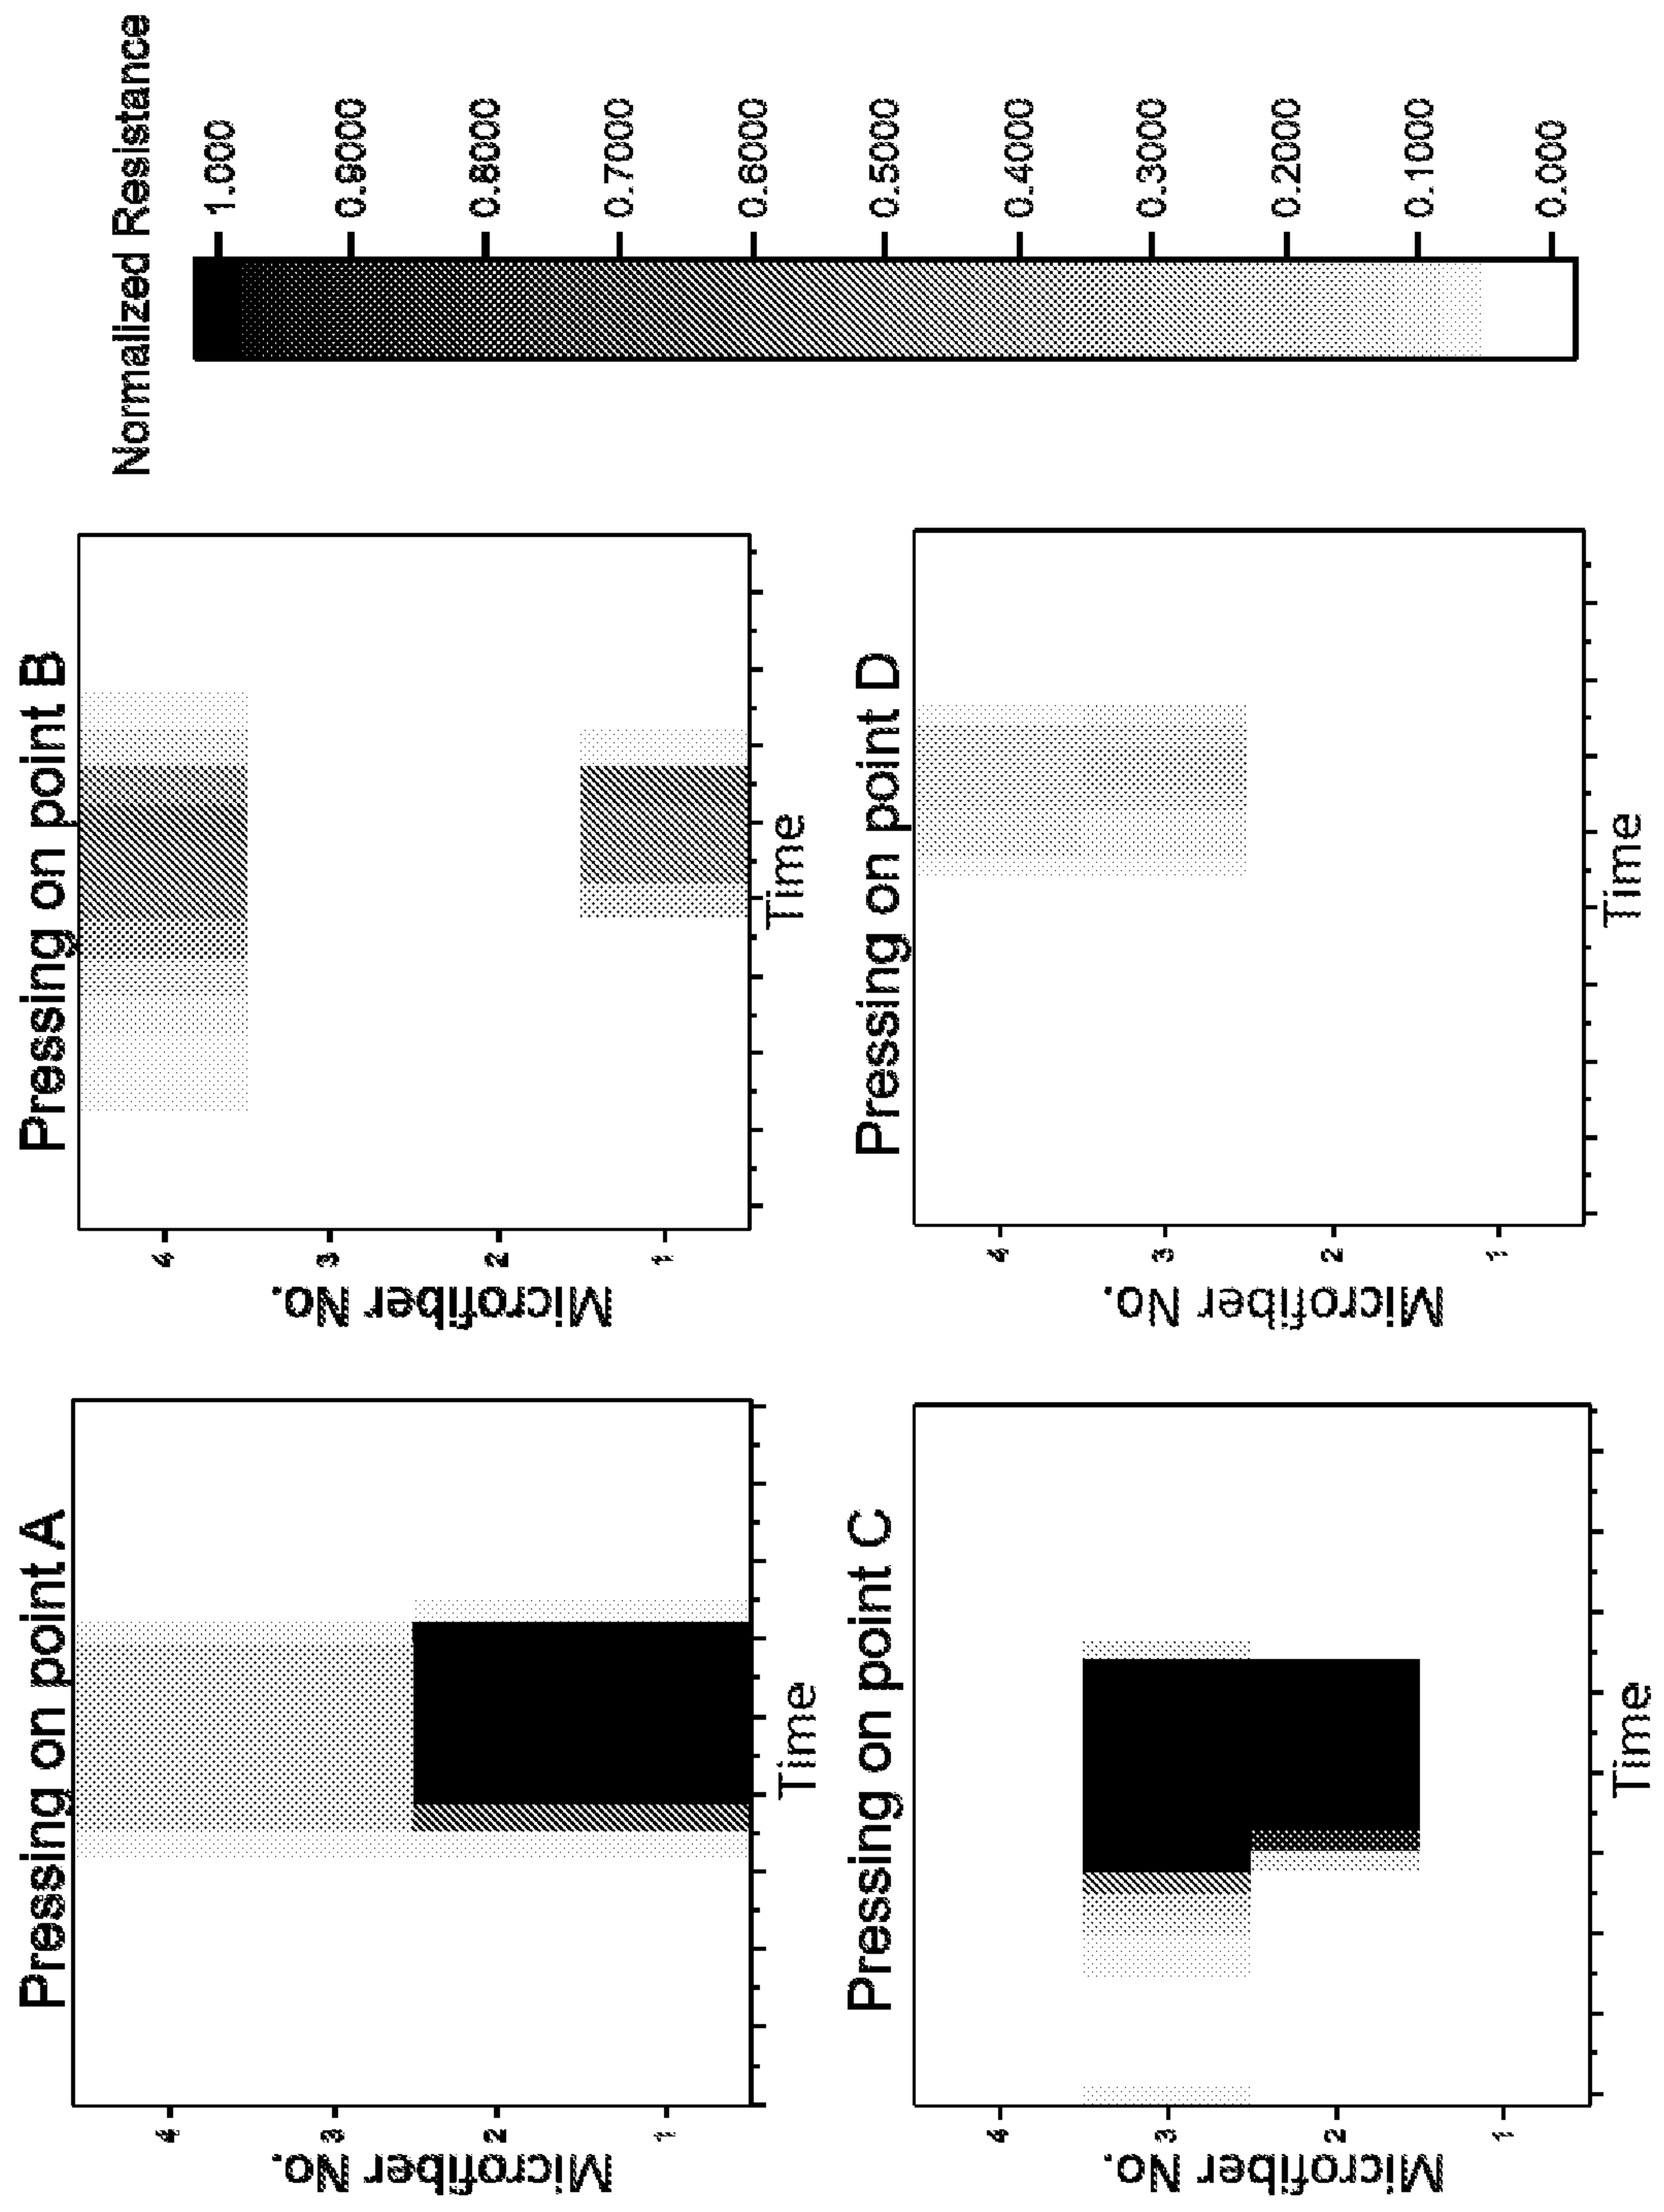 Pressing on point A
Microfiber No.
4
3
2
1
Time
Pressing on point B
Microfiber No.
4
3
2
1
Time
Pressing on point C
Microfiber No.
4
3
2
1
Time
Pressing on point D
Microfiber No.
4
3
2
1
Time
Normalized Resistance
1.000
0.9000
0.8000
0.7000
0.6000
0.5000
0.4000
0.3000
0.2000
0.1000
0.000